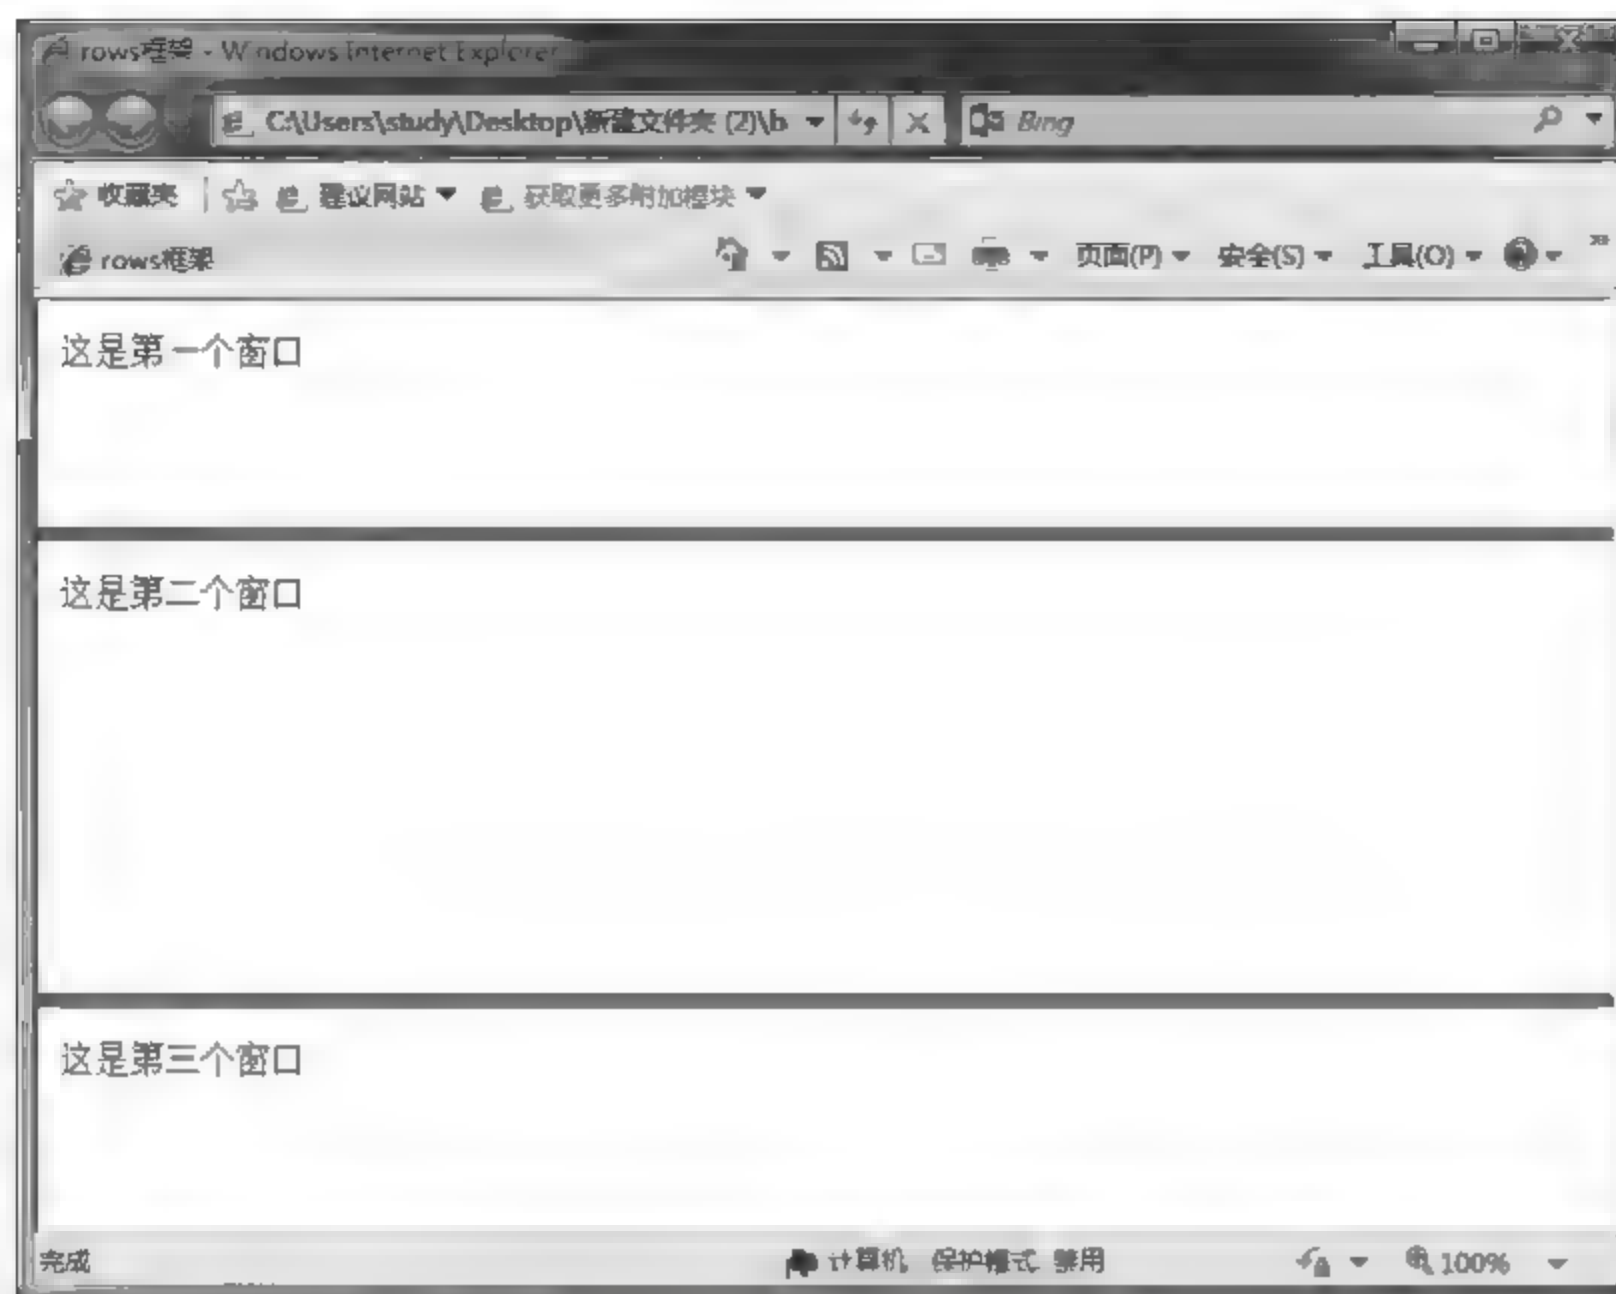 rows框架 - Windows Internet Explorer
C:\Users\study\Desktop\新建文件夹 (2)\b
Bing
收藏夹 建议网站 获取更多附加模块
rows框架 页面(P) 安全(S) 工具(O)
这是第一个窗口
这是第二个窗口
这是第三个窗口
完成 计算机 保护模式 禁用 100%